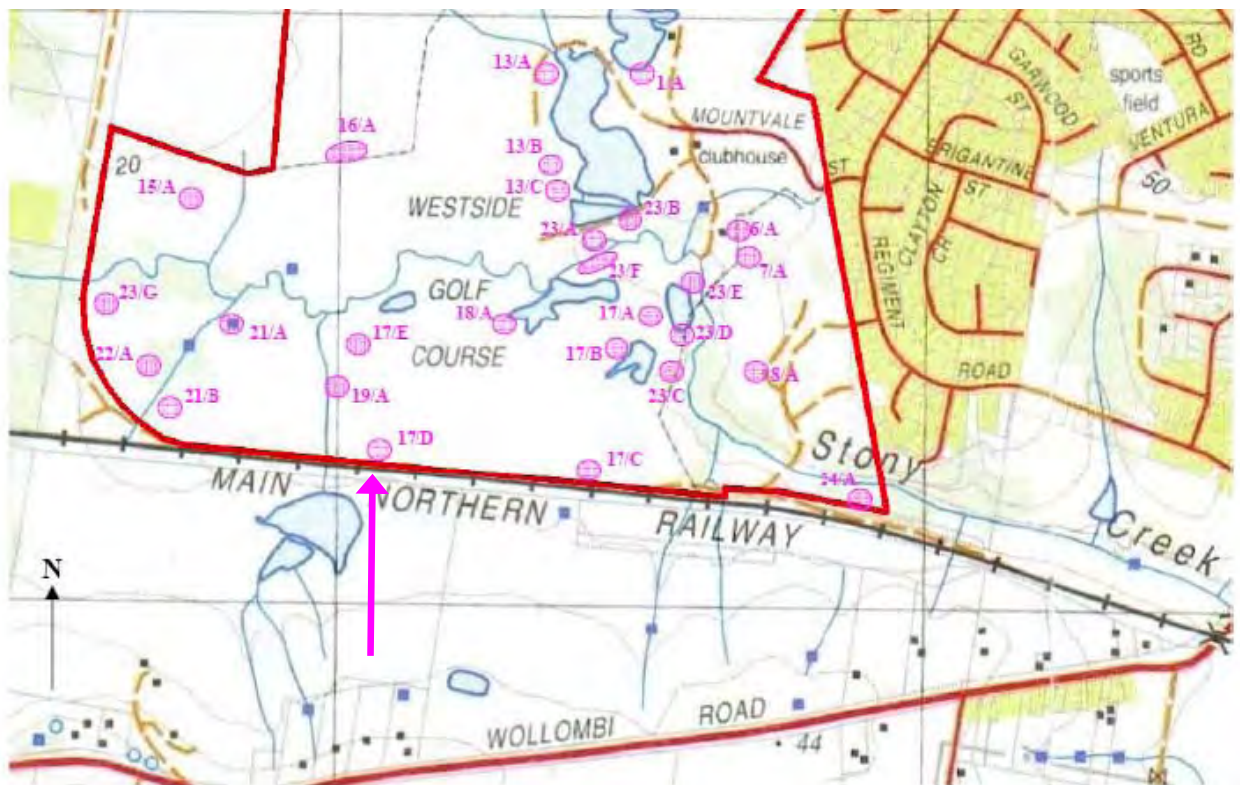 13/A
1/A
GARWOOD
ST
sports
field
RO
VENTURA
MOUNTVALE
ST
clubhouse
BRIGANTINE
ST
50
16/A
20
15/A
13/B
13/C
WESTSIDE
23/A
23/B
6/A
CLAYTON
CR
7/A
REGIMENT
23/F
23/G
GOLF
23/E
18/A
17/A
21/A
17/E
COURSE
17/B
23/D
22/A
8/A
ROAD
21/B
19/A
23/C
17/D
17/C
24/A
Stony
Creek
MAIN
NORTHERN
RAILWAY
N
WOLLOMBI
ROAD
44